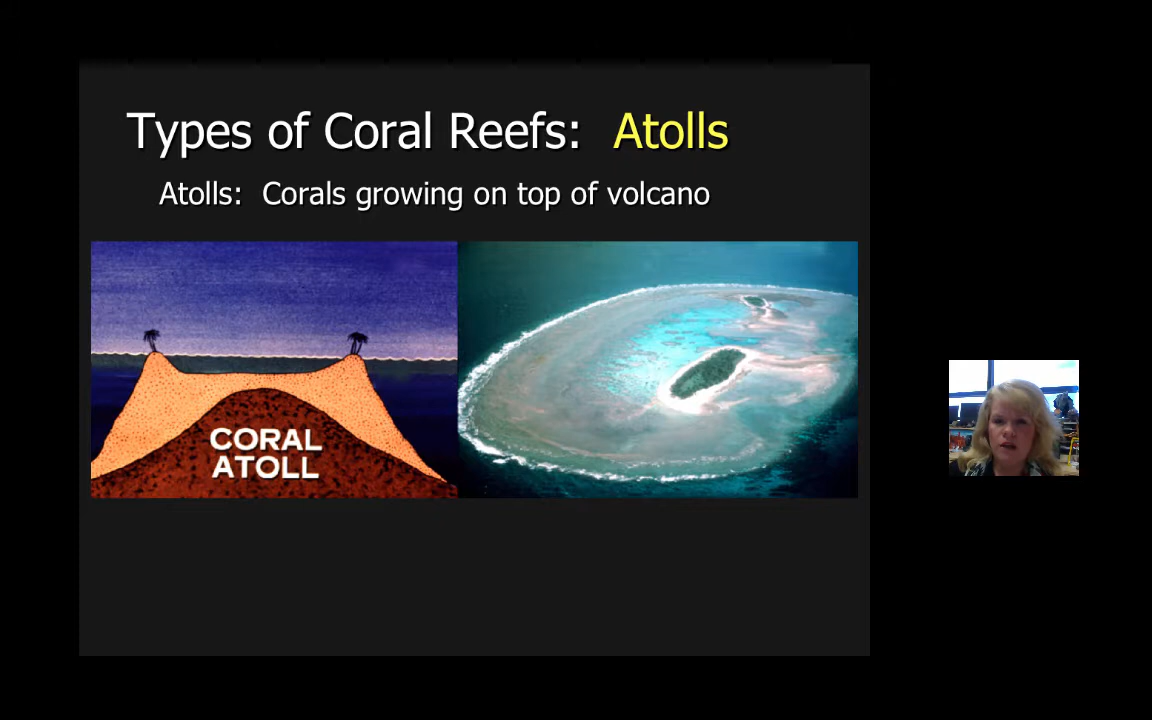 Types of Coral Reefs: Atolls
Atolls: Corals growing on top of volcano
CORAL
ATOLL